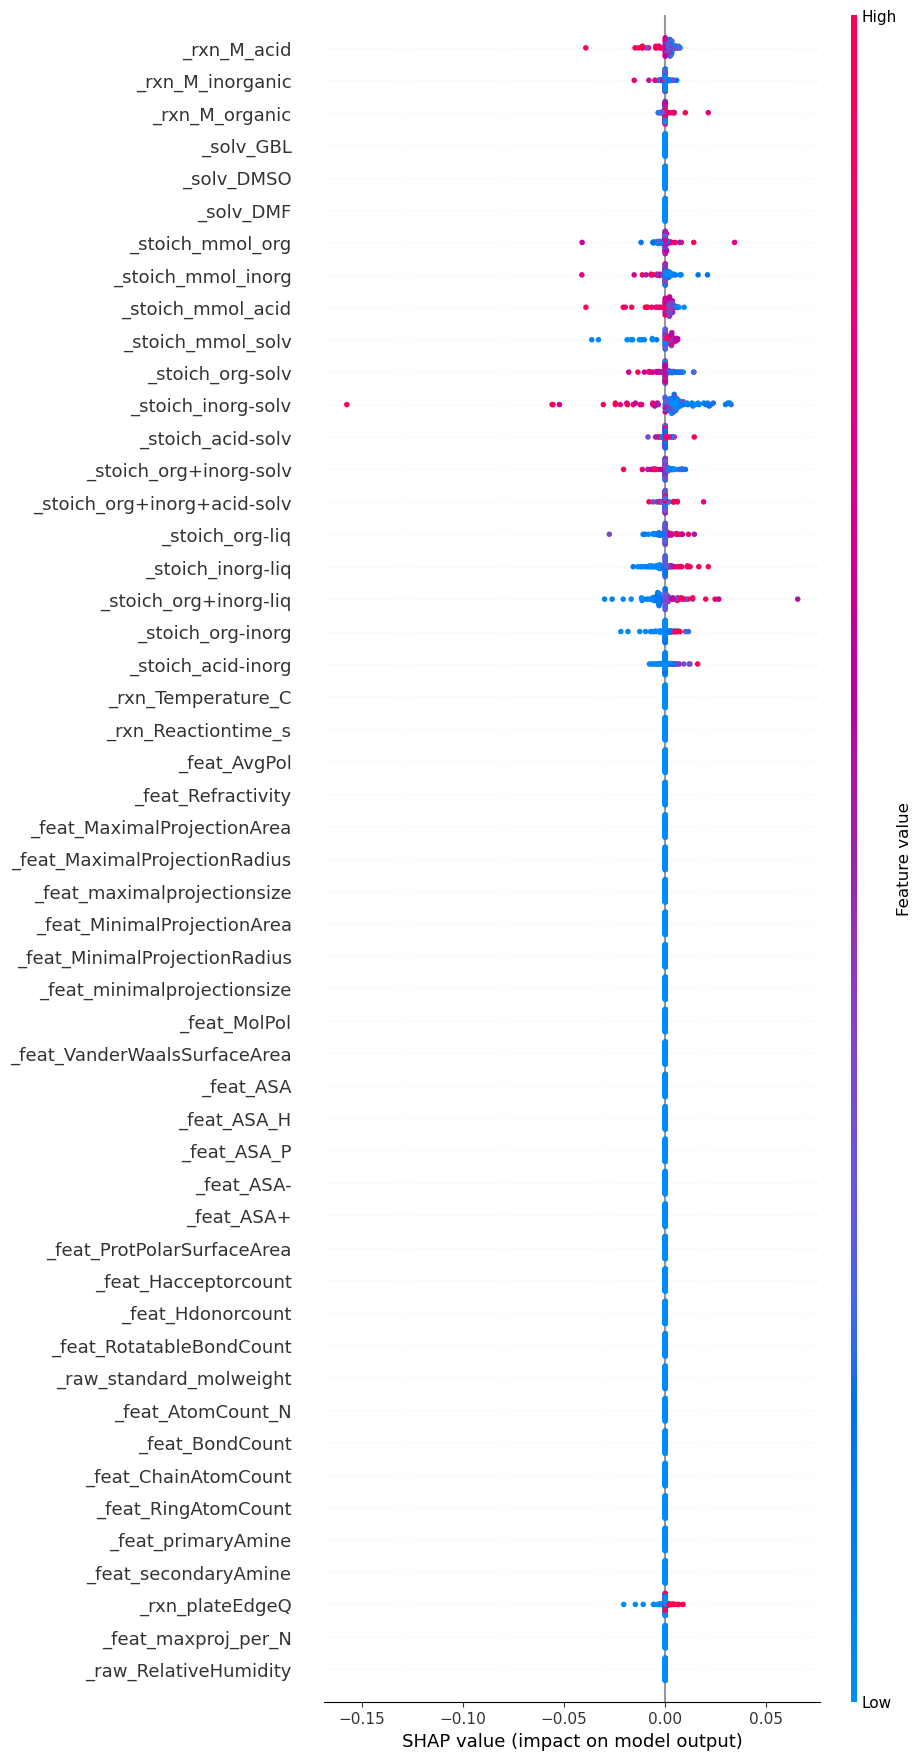 High
_rxn_M_acid
_rxn_M_inorganic
_rxn_M_organic
_solv_GBL
_solv_DMSO
_solv_DMF
_stoich_mmol_org
_stoich_mmol_inorg
_stoich_mmol_acid
_stoich_mmol_solv
_stoich_org-solv
_stoich_inorg-solv
_stoich_acid-solv
_stoich_org+inorg-solv
_stoich_org+inorg+acid-solv
_stoich_org-liq
_stoich_inorg-liq
_stoich_org+inorg-liq
_stoich_org-inorg
_stoich_acid-inorg
_rxn_Temperature_C
_rxn_Reactiontime_s
_feat_AvgPol
_feat_Refractivity
_feat_MaximalProjectionArea
_feat_MaximalProjectionRadius
_feat_maximalprojectionsize
_feat_MinimalProjectionArea
_feat_MinimalProjectionRadius
_feat_minimalprojectionsize
_feat_MolPol
_feat_VanderWaalsSurfaceArea
_feat_ASA
_feat_ASA_H
_feat_ASA_P
_feat_ASA-
_feat_ASA+
_feat_ProtPolarSurfaceArea
_feat_Hacceptorcount
_feat_Hdonorcount
_feat_RotatableBondCount
_raw_standard_molweight
_feat_AtomCount_N
_feat_BondCount
_feat_ChainAtomCount
_feat_RingAtomCount
_feat_primaryAmine
_feat_secondaryAmine
_rxn_plateEdgeQ
_feat_maxproj_per_N
_raw_RelativeHumidity
Feature value
Low
−0.15 −0.10 −0.05 0.00 0.05
SHAP value (impact on model output)